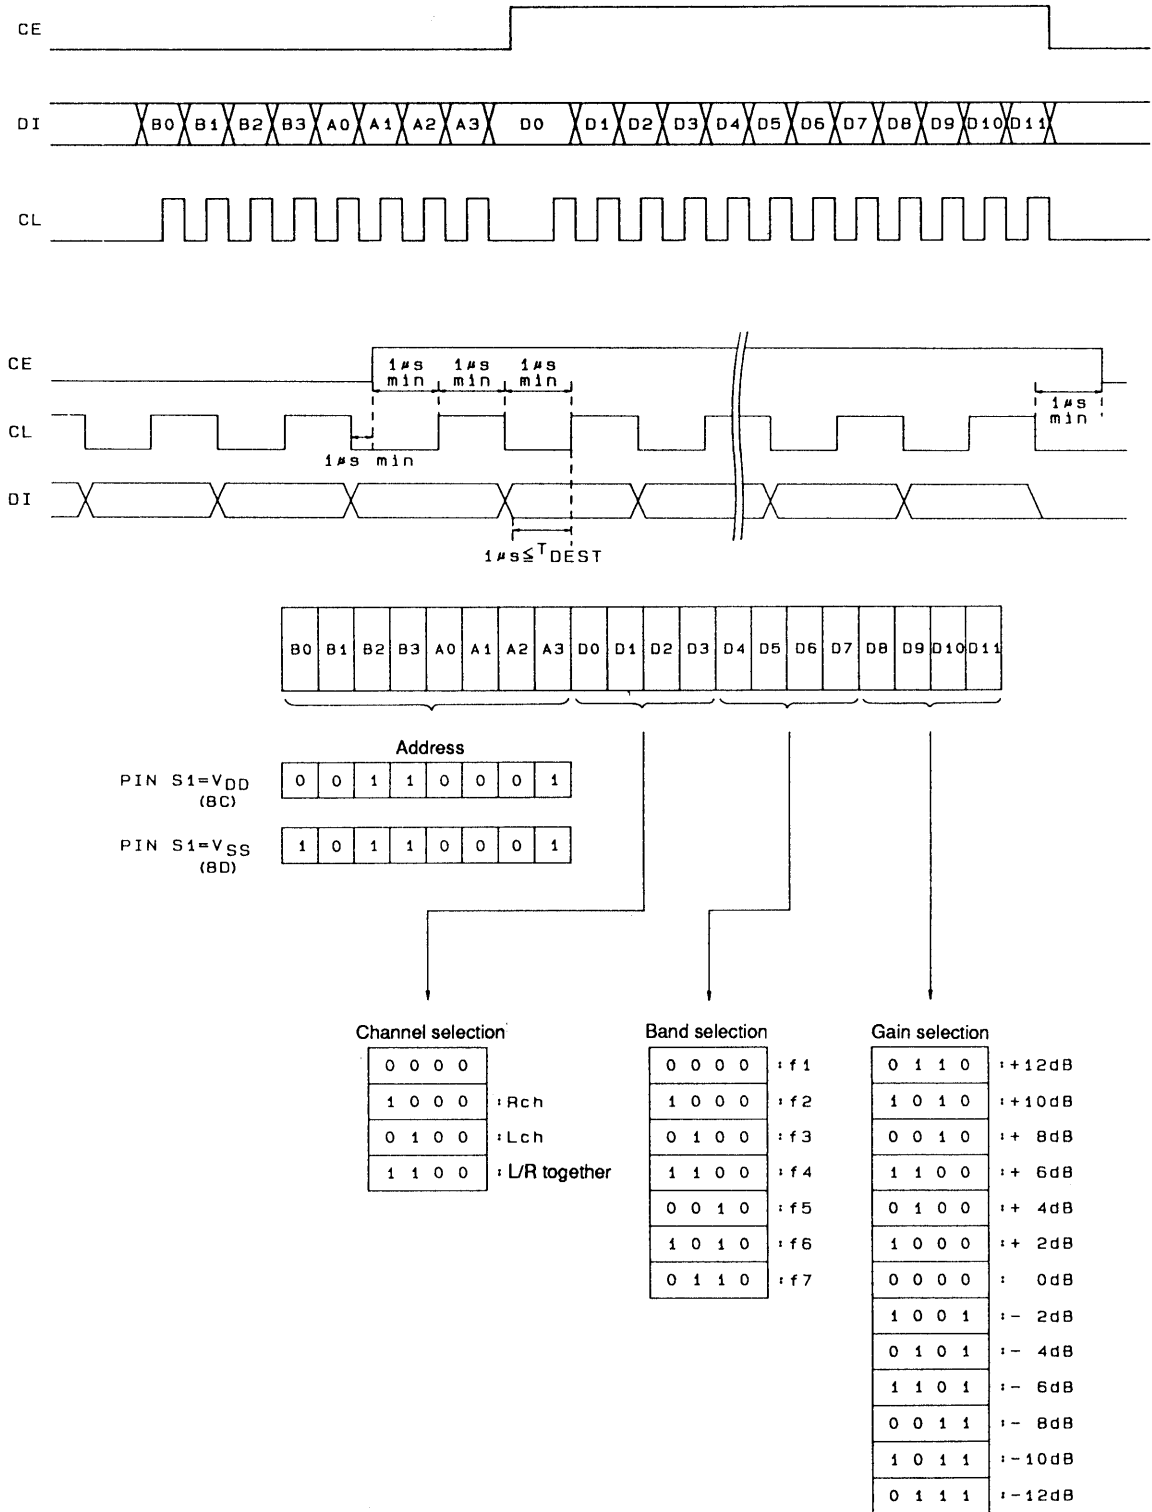 CE
DI B0 B1 B2 B3 A0 A1 A2 A3 D0 D1 D2 D3 D4 D5 D6 D7 D8 D9 D10 D11
CL
CE 1μs min 1μs min 1μs min
1μs min
CL
1μs min
DI
1μs≦TDEST
B0 B1 B2 B3 A0 A1 A2 A3 D0 D1 D2 D3 D4 D5 D6 D7 D8 D9 D10 D11
Address
PIN S1=VDD 0 0 1 1 0 0 0 1
(8C)
PIN S1=VSS 1 0 1 1 0 0 0 1
(8D)
Channel selection
0 0 0 0
1 0 0 0 :Rch
0 1 0 0 :Lch
1 1 0 0 :L/R together
Band selection
0 0 0 0 :f1
1 0 0 0 :f2
0 1 0 0 :f3
1 1 0 0 :f4
0 0 1 0 :f5
1 0 1 0 :f6
0 1 1 0 :f7
Gain selection
0 1 1 0 :+12dB
1 0 1 0 :+10dB
0 0 1 0 :+ 8dB
1 1 0 0 :+ 6dB
0 1 0 0 :+ 4dB
1 0 0 0 :+ 2dB
0 0 0 0 : 0dB
1 0 0 1 :- 2dB
0 1 0 1 :- 4dB
1 1 0 1 :- 6dB
0 0 1 1 :- 8dB
1 0 1 1 :-10dB
0 1 1 1 :-12dB